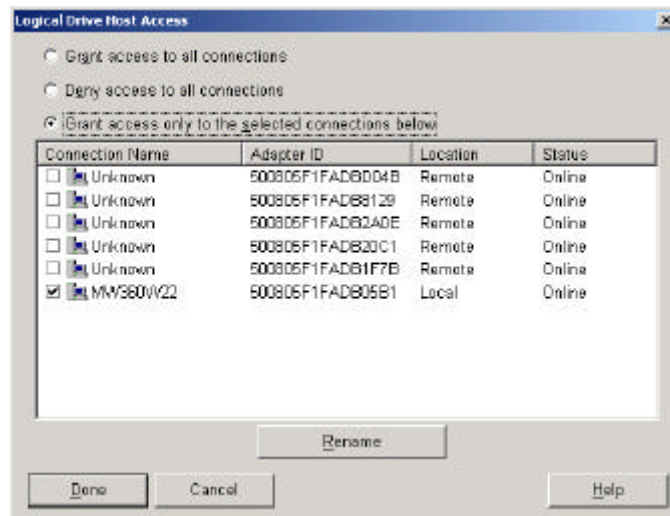 Logical Drive Host Access
Grant access to all connections
Deny access to all connections
Grant access only to the selected connections below
Connection Name Adapter ID Location Status
Unknown 500805F1FADBD04B Remote Online
Unknown 500805F1FADB8129 Remote Online
Unknown 500805F1FADB2A0E Remote Online
Unknown 500805F1FADB20C1 Remote Online
Unknown 500805F1FADB1F7B Remote Online
MW360W22 500805F1FADB05B1 Local Online
Rename
Done Cancel Help